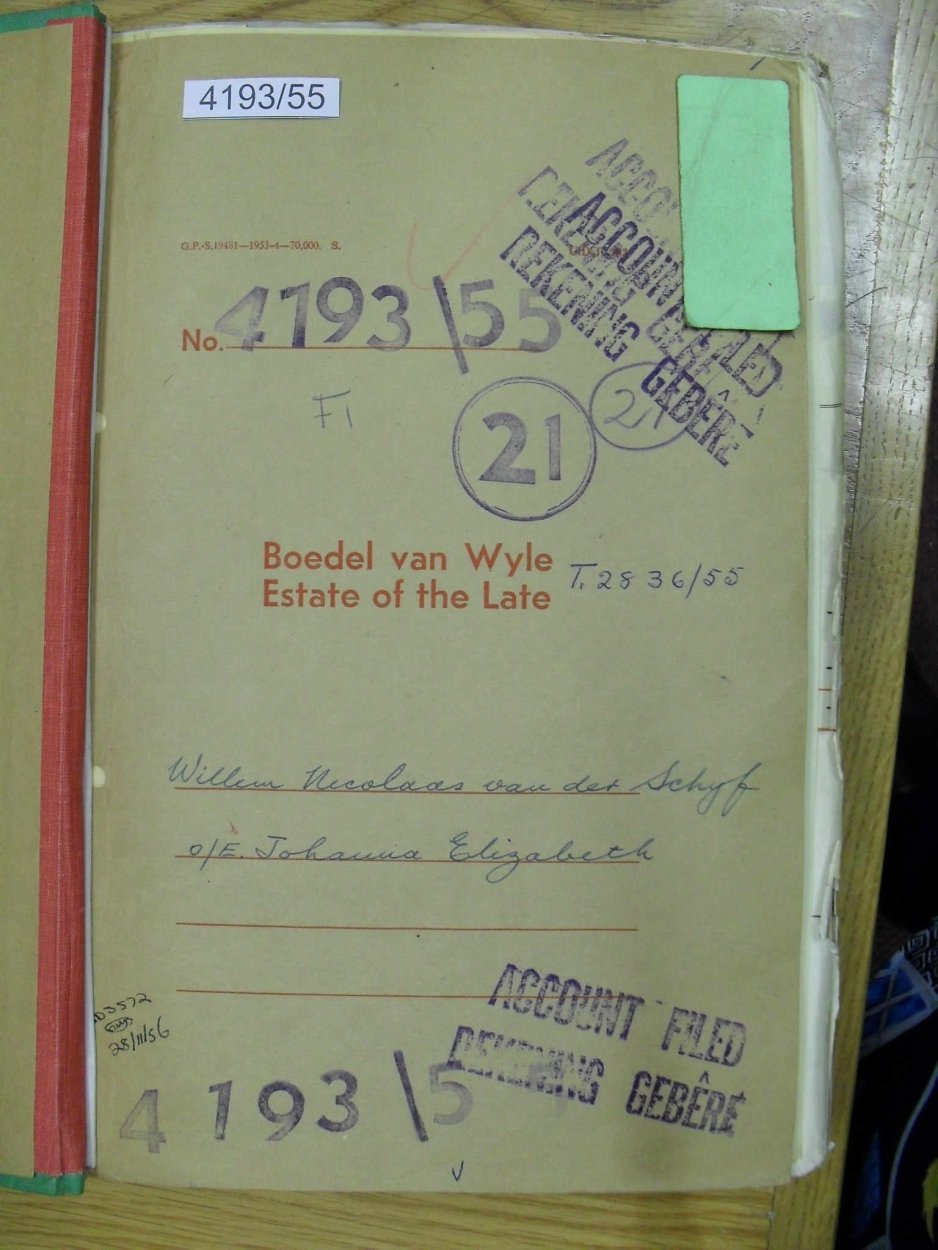 4193/55
G.P.-S.19481—1953-4—70,000. S.
ACCOUNT FILED
REKENING GEBÊRE
No. 4193\55
F1
21
21
Boedel van Wyle
Estate of the Late
T. 2836/55
Willem Nicolaas van der Schyf
o/E. Johanna Elizabeth
ACCOUNT FILED
REKENING GEBÊRE
28/11/56
4193\5